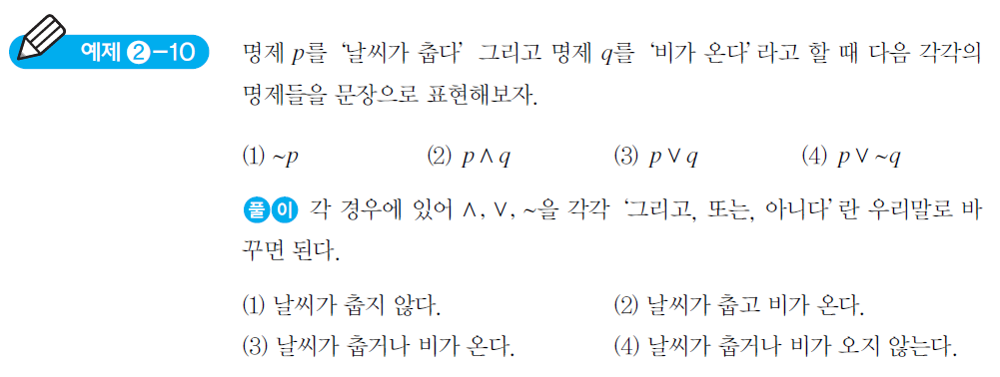 예제 ②-10
명제 p를 ‘날씨가 춥다’ 그리고 명제 q를 ‘비가 온다’라고 할 때 다음 각각의
명제들을 문장으로 표현해보자.
(1) ~p (2) p∧q (3) p∨q (4) p∨~q
풀이 각 경우에 있어 ∧, ∨, ~을 각각 ‘그리고, 또는, 아니다’란 우리말로 바
꾸면 된다.
(1) 날씨가 춥지 않다. (2) 날씨가 춥고 비가 온다.
(3) 날씨가 춥거나 비가 온다. (4) 날씨가 춥거나 비가 오지 않는다.